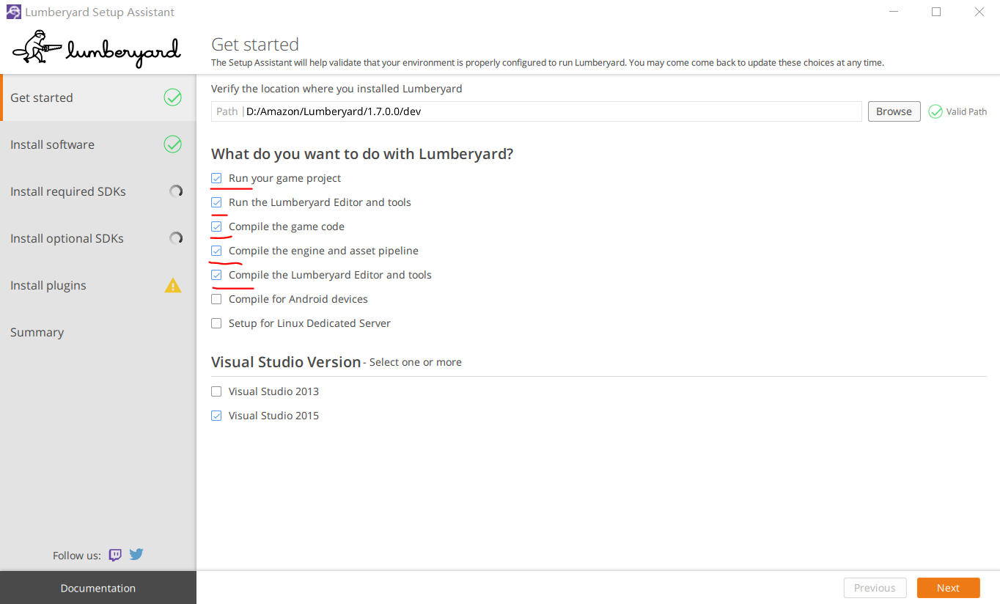 Lumberyard Setup Assistant
lumberyard
Get started
The Setup Assistant will help validate that your environment is properly configured to run Lumberyard. You may come come back to update these choices at any time.
Get started
Install software
Install required SDKs
Install optional SDKs
Install plugins
Summary
Follow us:
Documentation
Verify the location where you installed Lumberyard
Path | D:/Amazon/Lumberyard/1.7.0.0/dev
Browse
Valid Path
What do you want to do with Lumberyard?
Run your game project
Run the Lumberyard Editor and tools
Compile the game code
Compile the engine and asset pipeline
Compile the Lumberyard Editor and tools
Compile for Android devices
Setup for Linux Dedicated Server
Visual Studio Version - Select one or more
Visual Studio 2013
Visual Studio 2015
Previous
Next